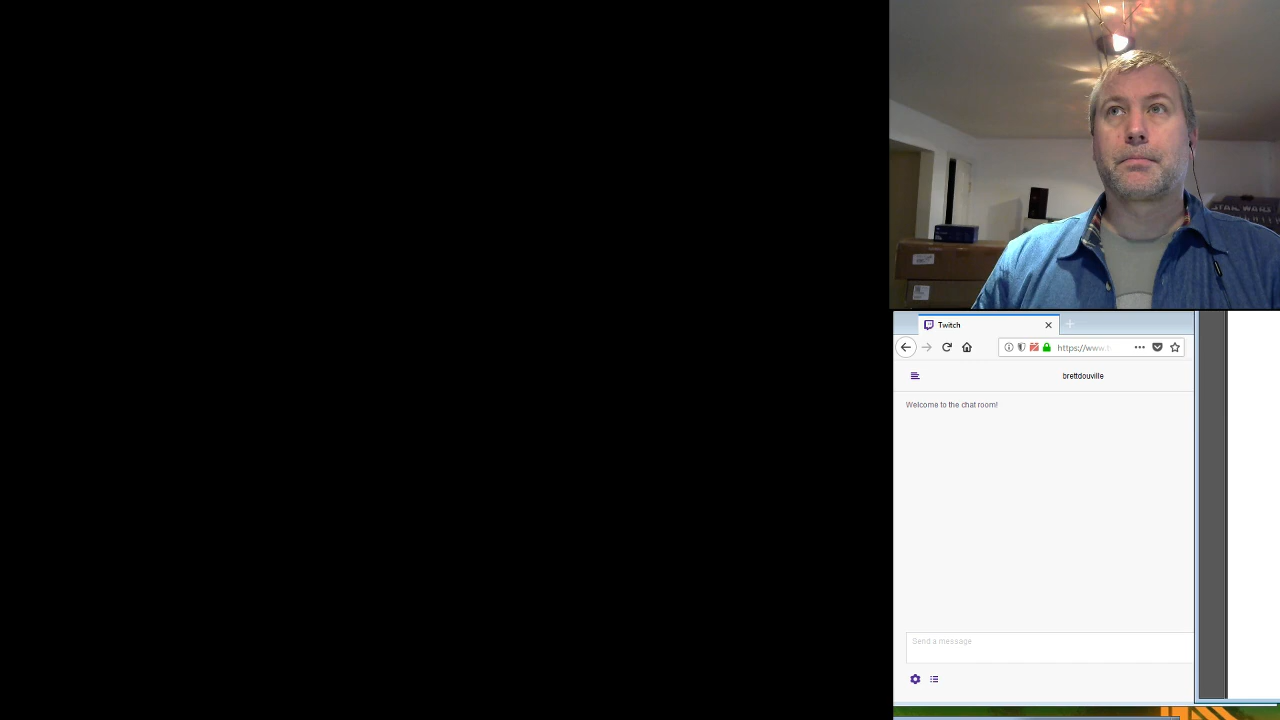 STAR WARS
Twitch
https://www.t
brettdouville
Welcome to the chat room!
Send a message